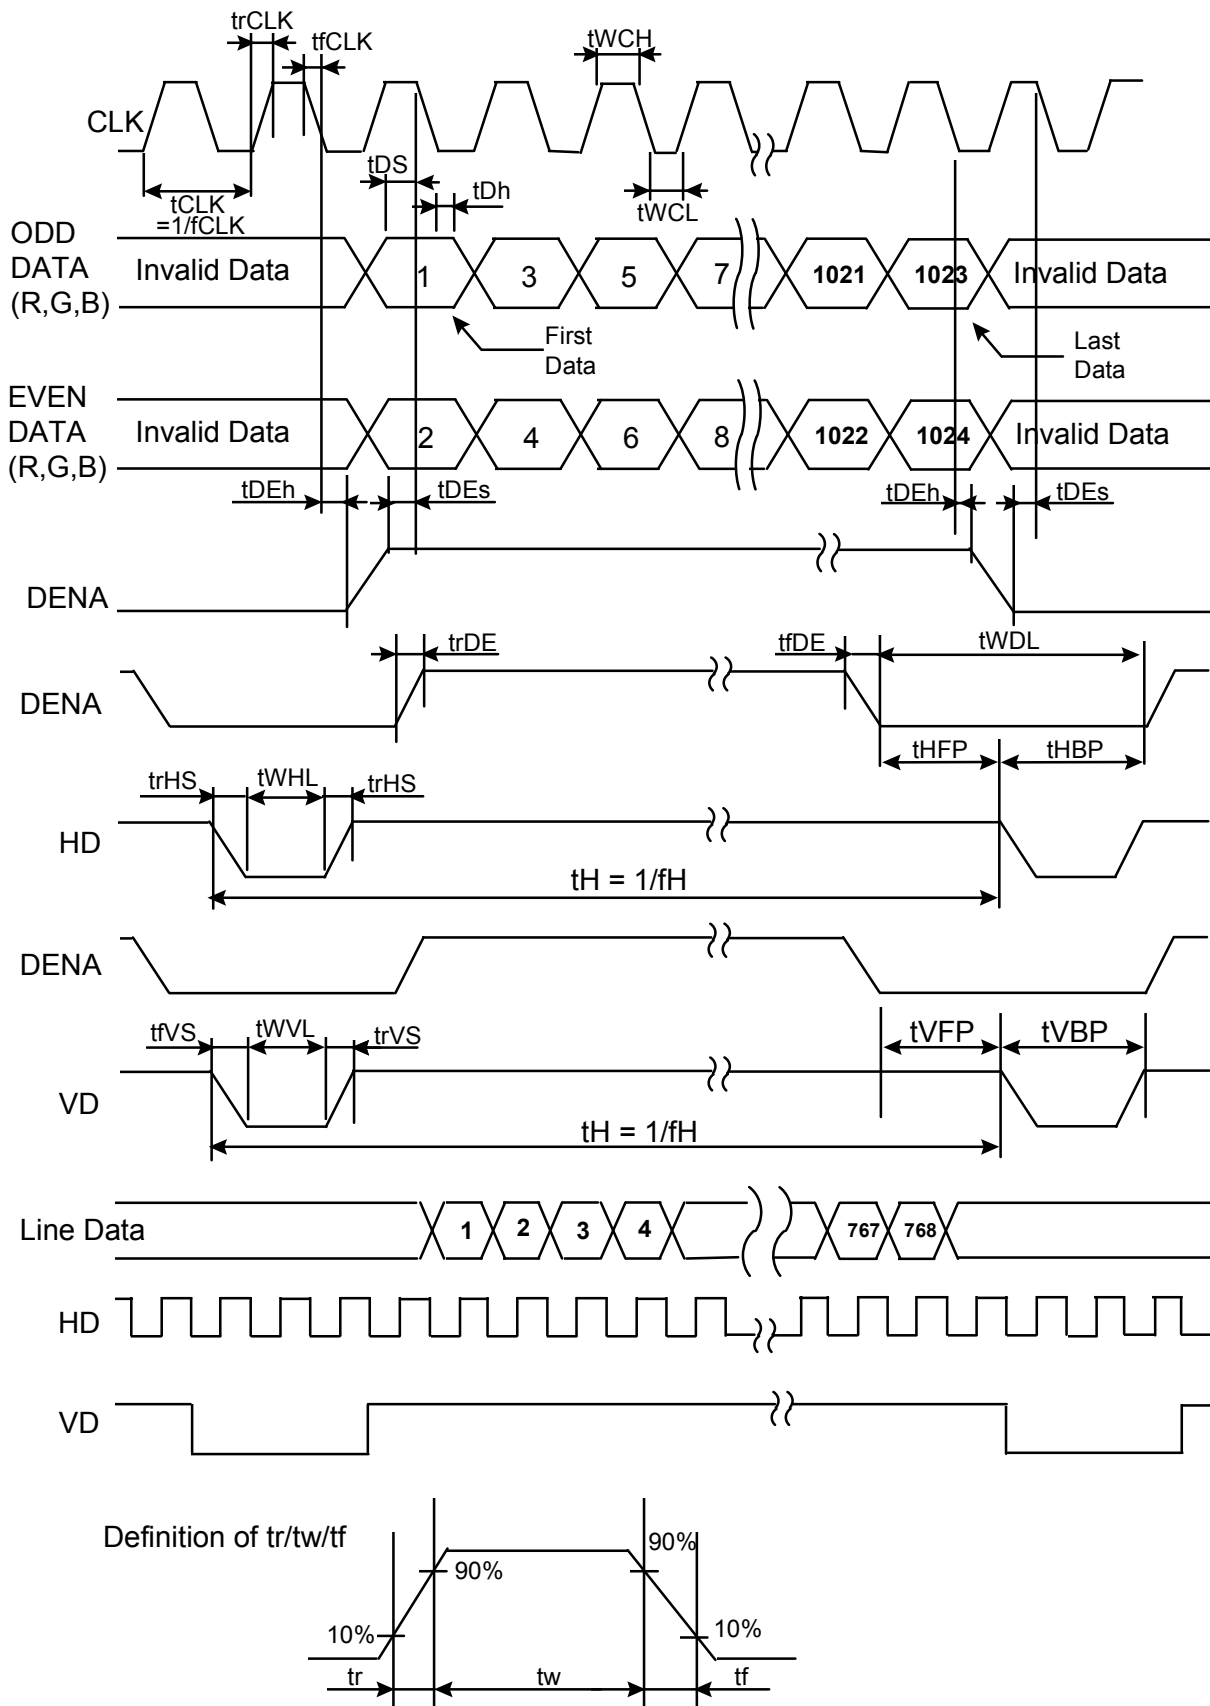 trCLK
tfCLK
tWCH
CLK
tDS
tDh
tWCL
tCLK
=1/fCLK
ODD
DATA
(R,G,B)
Invalid Data
1
3
5
7
1021
1023
Invalid Data
First
Data
Last
Data
EVEN
DATA
(R,G,B)
Invalid Data
2
4
6
8
1022
1024
Invalid Data
tDEh
tDEs
tDEh
tDEs
DENA
trDE
tfDE
tWDL
DENA
tHFP
tHBP
trHS
tWHL
trHS
HD
tH = 1/fH
DENA
tfVS
tWVL
trVS
tVFP
tVBP
VD
tH = 1/fH
Line Data
1
2
3
4
767
768
HD
VD
Definition of tr/tw/tf
90%
90%
10%
10%
tr
tw
tf